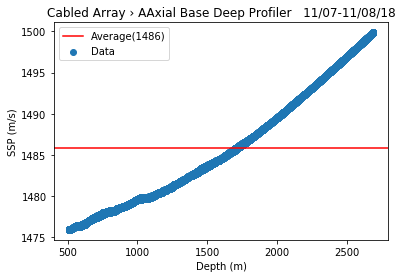 Cabled Array › AAxial Base Deep Profiler 11/07-11/08/18
Average(1486)
Data
1500
1495
1490
1485
1480
1475
SSP (m/s)
500 1000 1500 2000 2500
Depth (m)